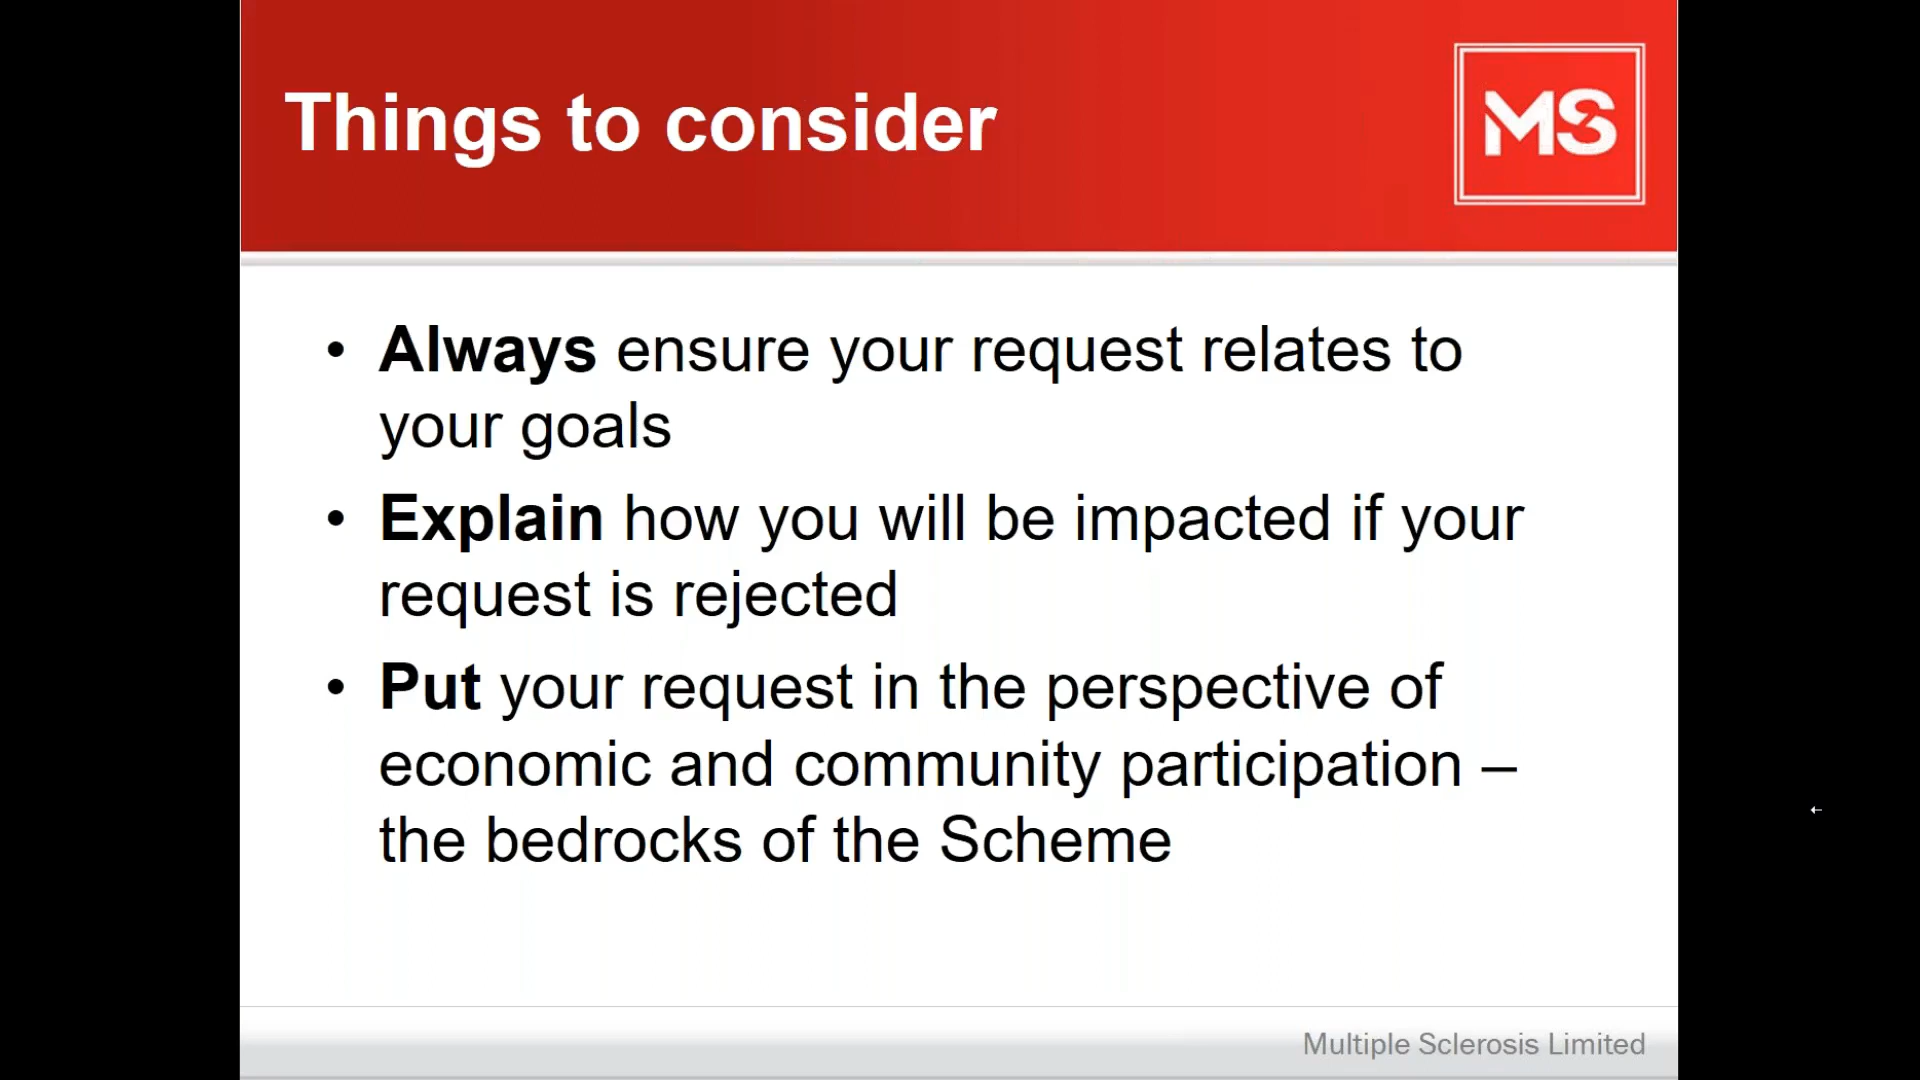 Things to consider
MS
• Always ensure your request relates to
your goals
• Explain how you will be impacted if your
request is rejected
• Put your request in the perspective of
economic and community participation –
the bedrocks of the Scheme
Multiple Sclerosis Limited